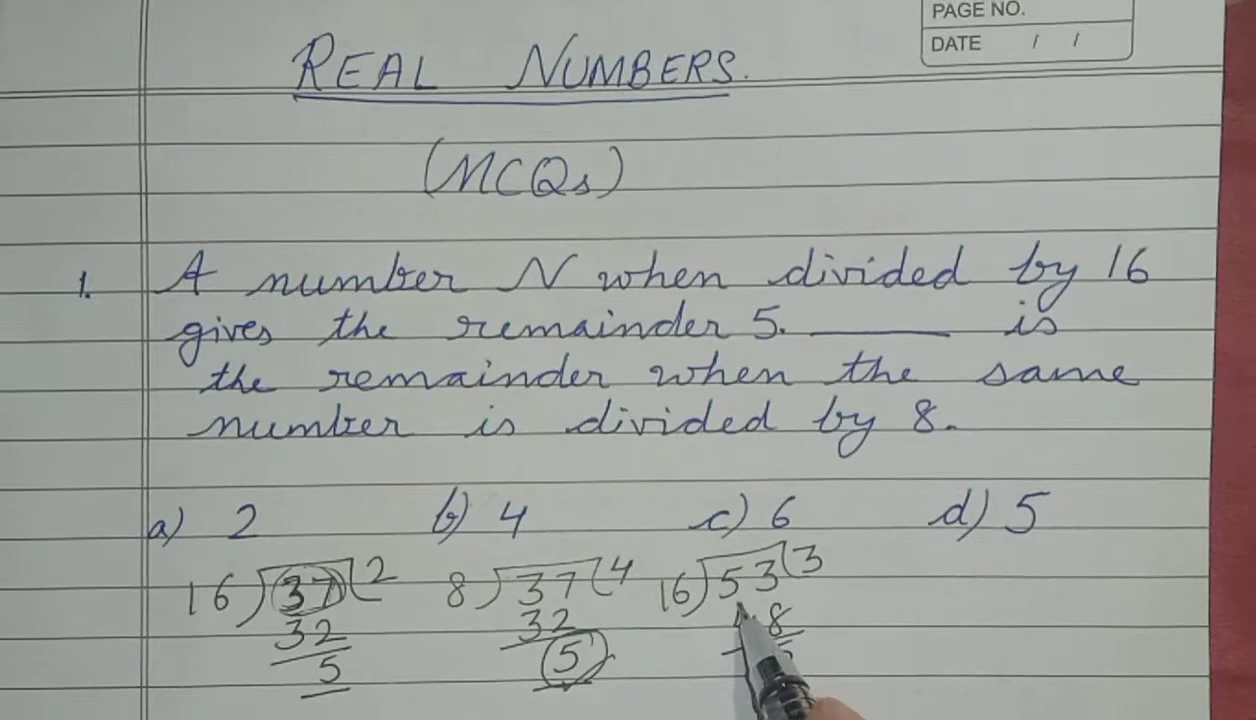 PAGE NO.
DATE / /
REAL NUMBERS.
(MCQs)
1. A number N when divided by 16
gives the remainder 5. ______ is
the remainder when the same
number is divided by 8.
a) 2 b) 4 c) 6 d) 5
16) 37 (2 8) 37 (4 16) 53 (3
32 32 8
5 5